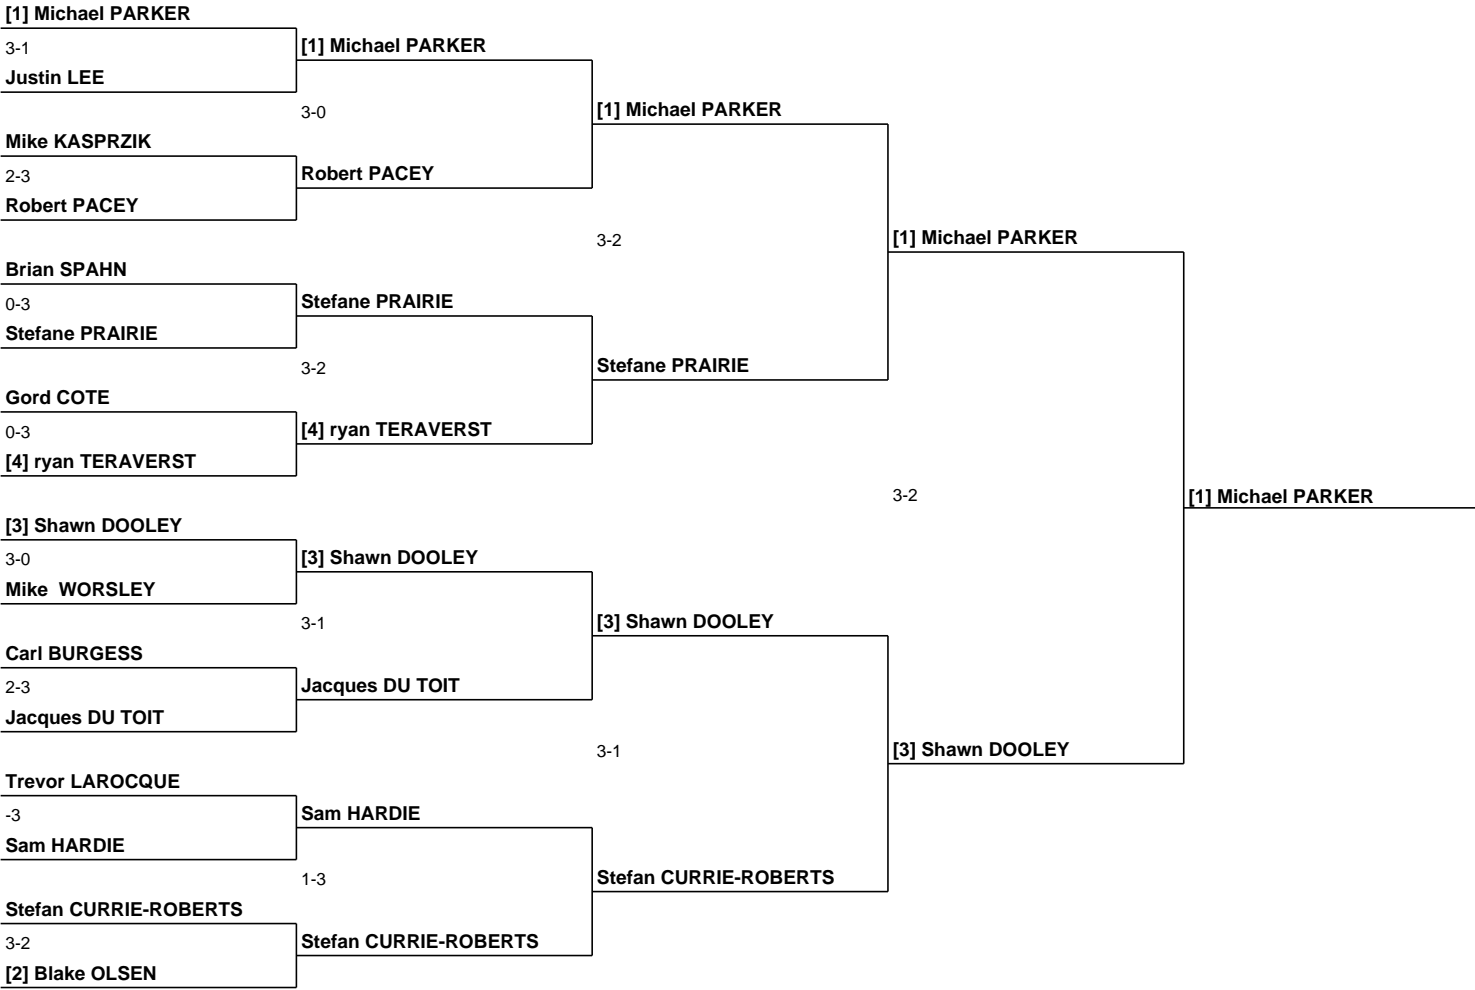 [1] Michael PARKER
3-1
[1] Michael PARKER
Justin LEE
3-0
[1] Michael PARKER
Mike KASPRZIK
2-3
Robert PACEY
Robert PACEY
3-2
[1] Michael PARKER
Brian SPAHN
0-3
Stefane PRAIRIE
Stefane PRAIRIE
3-2
Stefane PRAIRIE
Gord COTE
0-3
[4] ryan TERAVERST
[4] ryan TERAVERST
3-2
[1] Michael PARKER
[3] Shawn DOOLEY
3-0
[3] Shawn DOOLEY
Mike  WORSLEY
3-1
[3] Shawn DOOLEY
Carl BURGESS
2-3
Jacques DU TOIT
Jacques DU TOIT
3-1
[3] Shawn DOOLEY
Trevor LAROCQUE
-3
Sam HARDIE
Sam HARDIE
1-3
Stefan CURRIE-ROBERTS
Stefan CURRIE-ROBERTS
3-2
Stefan CURRIE-ROBERTS
[2] Blake OLSEN